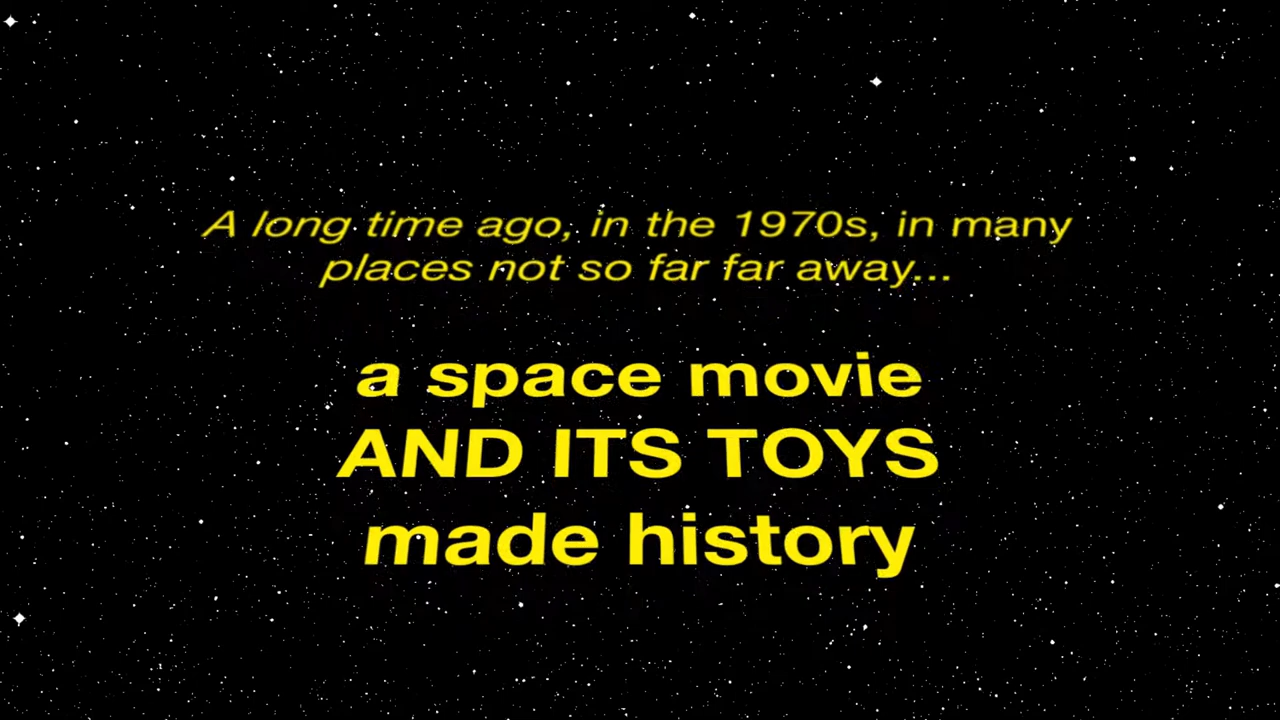 A long time ago, in the 1970s, in many
places not so far far away...
a space movie
AND ITS TOYS
made history